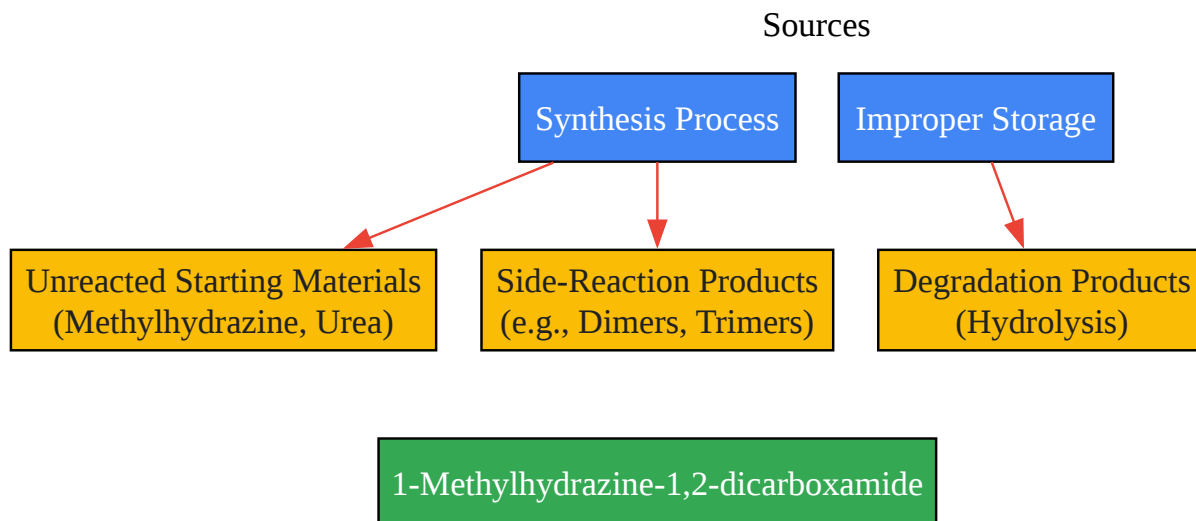 Sources
Synthesis Process
Improper Storage
Unreacted Starting Materials
(Methylhydrazine, Urea)
Side-Reaction Products
(e.g., Dimers, Trimers)
Degradation Products
(Hydrolysis)
1-Methylhydrazine-1,2-dicarboxamide